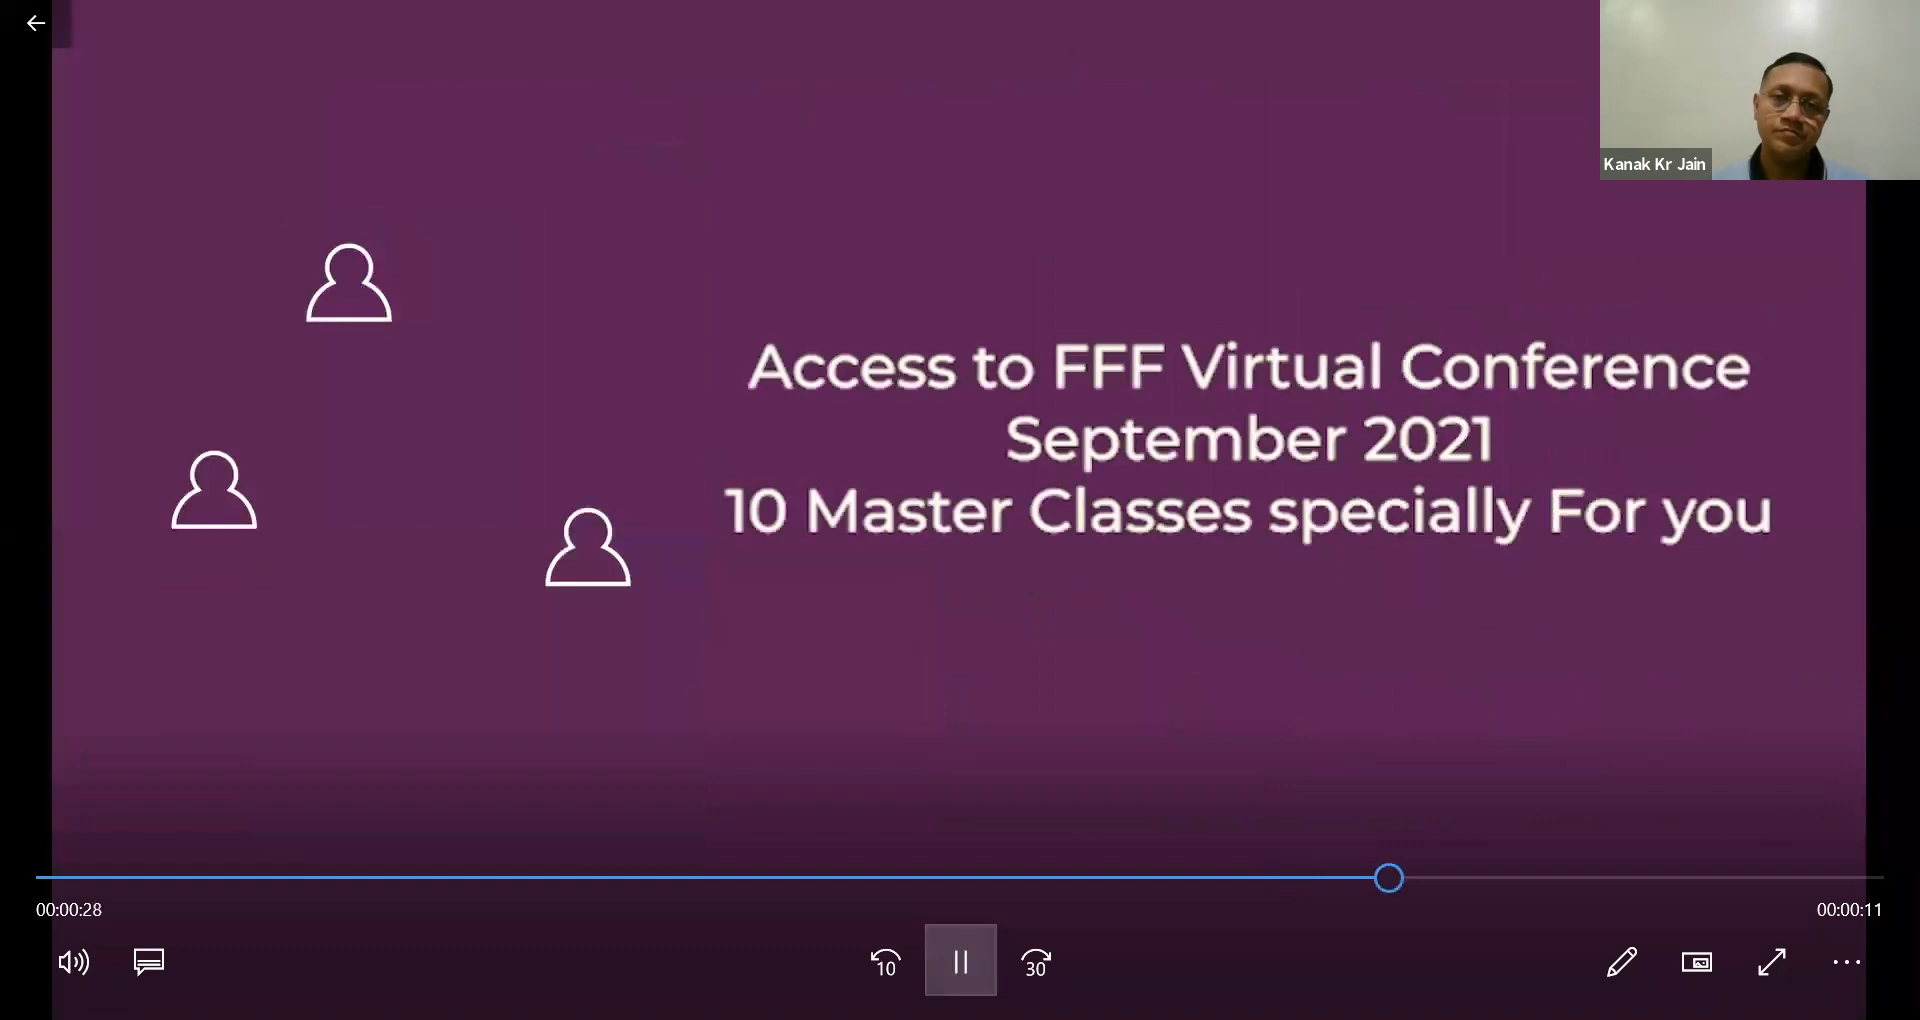 Kanak Kr Jain
Access to FFF Virtual Conference
September 2021
10 Master Classes specially For you
00:00:28
00:00:11
10
30